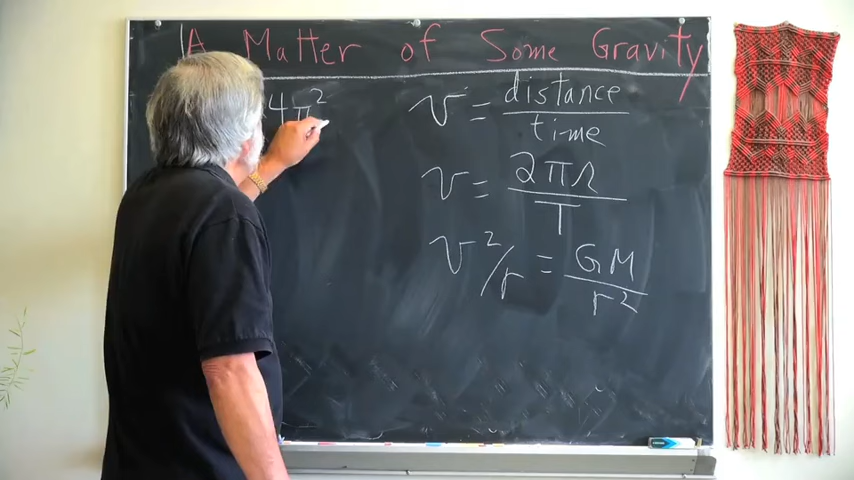 A Matter of Some Gravity
4π²
v = distance / time
v = 2πr / T
v²/r = GM / r²